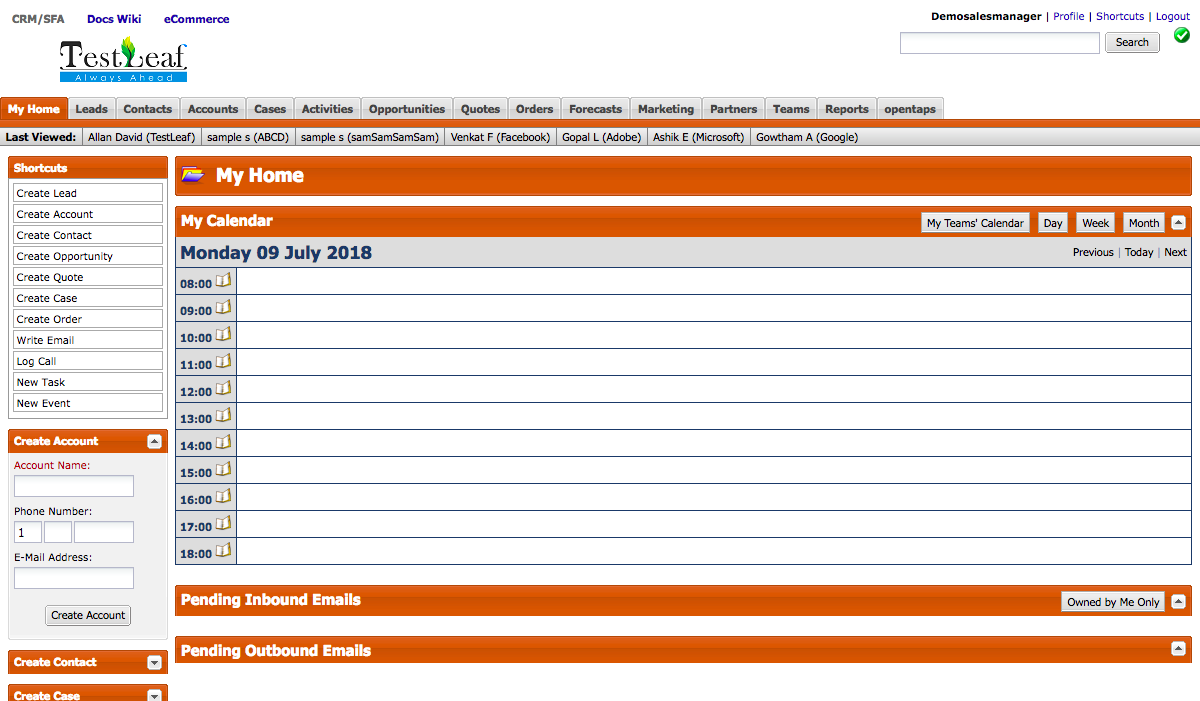 CRM/SFA Docs Wiki eCommerce
Demosalesmanager | Profile | Shortcuts | Logout
Search
TestLeaf
Always Ahead
My Home Leads Contacts Accounts Cases Activities Opportunities Quotes Orders Forecasts Marketing Partners Teams Reports opentaps
Last Viewed: Allan David (TestLeaf) sample s (ABCD) sample s (samSamSamSam) Venkat F (Facebook) Gopal L (Adobe) Ashik E (Microsoft) Gowtham A (Google)
Shortcuts
Create Lead
Create Account
Create Contact
Create Opportunity
Create Quote
Create Case
Create Order
Write Email
Log Call
New Task
New Event
Create Account
Account Name:
Phone Number:
1
E-Mail Address:
Create Account
Create Contact
Create Case
My Home
My Calendar My Teams' Calendar Day Week Month
Monday 09 July 2018 Previous | Today | Next
08:00
09:00
10:00
11:00
12:00
13:00
14:00
15:00
16:00
17:00
18:00
Pending Inbound Emails Owned by Me Only
Pending Outbound Emails